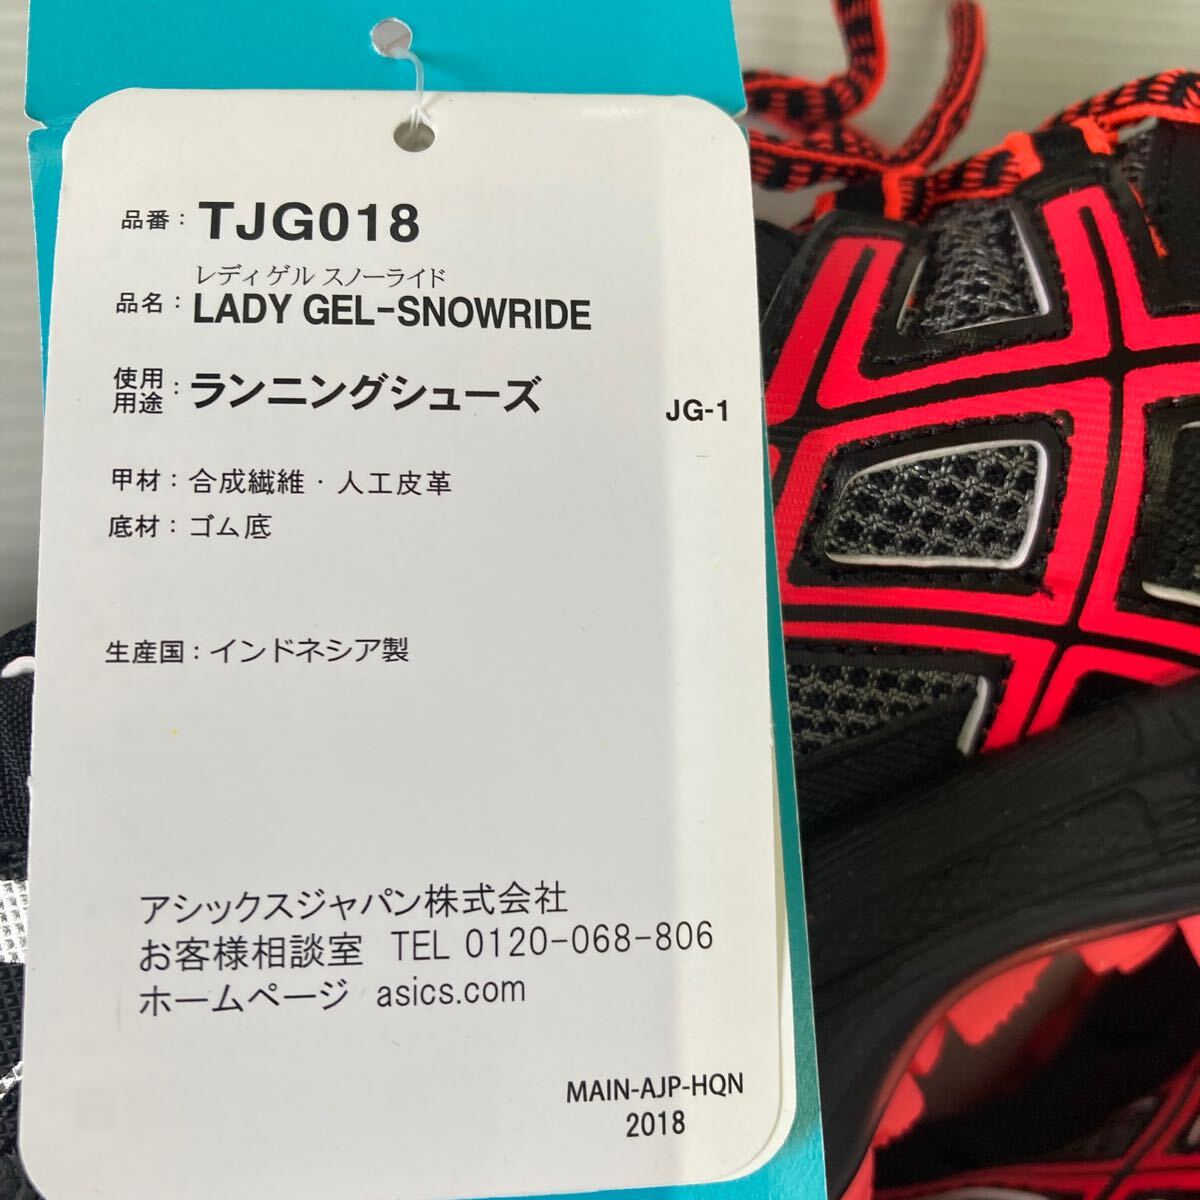 品番: TJG018
レディゲル スノーライド
品名: LADY GEL-SNOWRIDE
使用用途: ランニングシューズ
JG-1
甲材: 合成繊維・人工皮革
底材: ゴム底
生産国: インドネシア製
アシックスジャパン株式会社
お客様相談室 TEL 0120-068-806
ホームページ asics.com
MAIN-AJP-HQN
2018